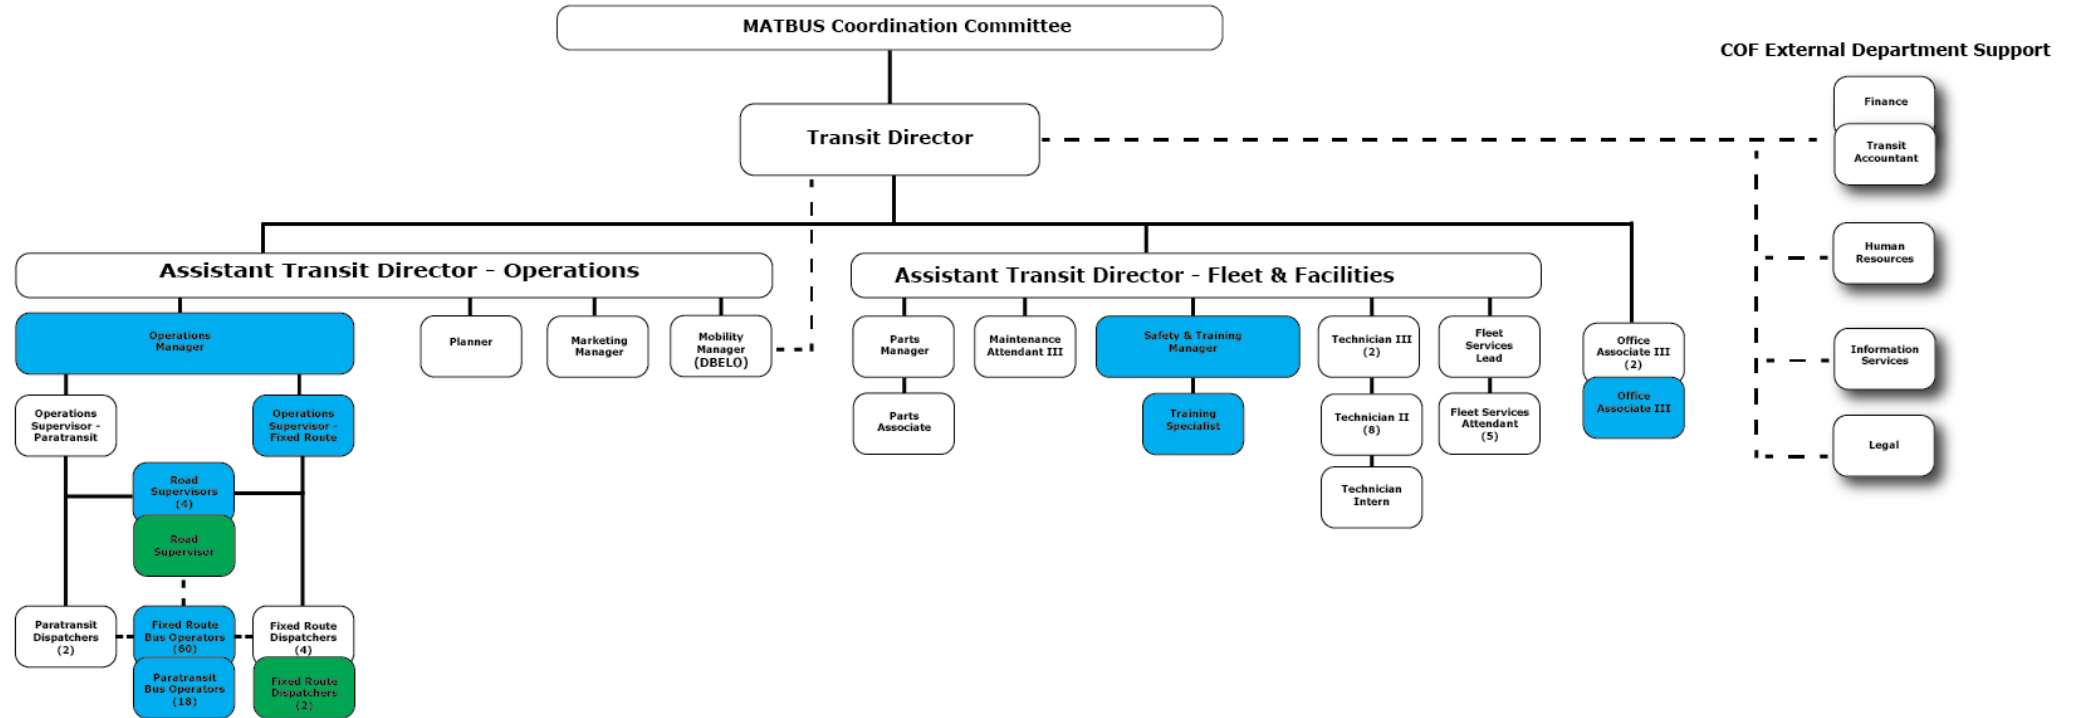 MATBUS Coordination Committee
COF External Department Support
Finance
Transit
Accountant
Transit Director
Human
Resources
Information
Services
Legal
Assistant Transit Director - Operations
Assistant Transit Director - Fleet & Facilities
Operations
Manager
Planner
Marketing
Manager
Mobility
Manager
(DBELO)
Parts
Manager
Maintenance
Attendant III
Safety & Training
Manager
Technician III
(2)
Fleet
Services
Lead
Office
Associate III
(2)
Office
Associate III
Operations
Supervisor -
Paratransit
Operations
Supervisor -
Fixed Route
Parts
Associate
Training
Specialist
Technician II
(8)
Fleet Services
Attendant
(5)
Technician
Intern
Road
Supervisors
(4)
Road
Supervisor
Paratransit
Dispatchers
(2)
Fixed Route
Bus Operators
(60)
Paratransit
Bus Operators
(18)
Fixed Route
Dispatchers
(4)
Fixed Route
Dispatchers
(2)